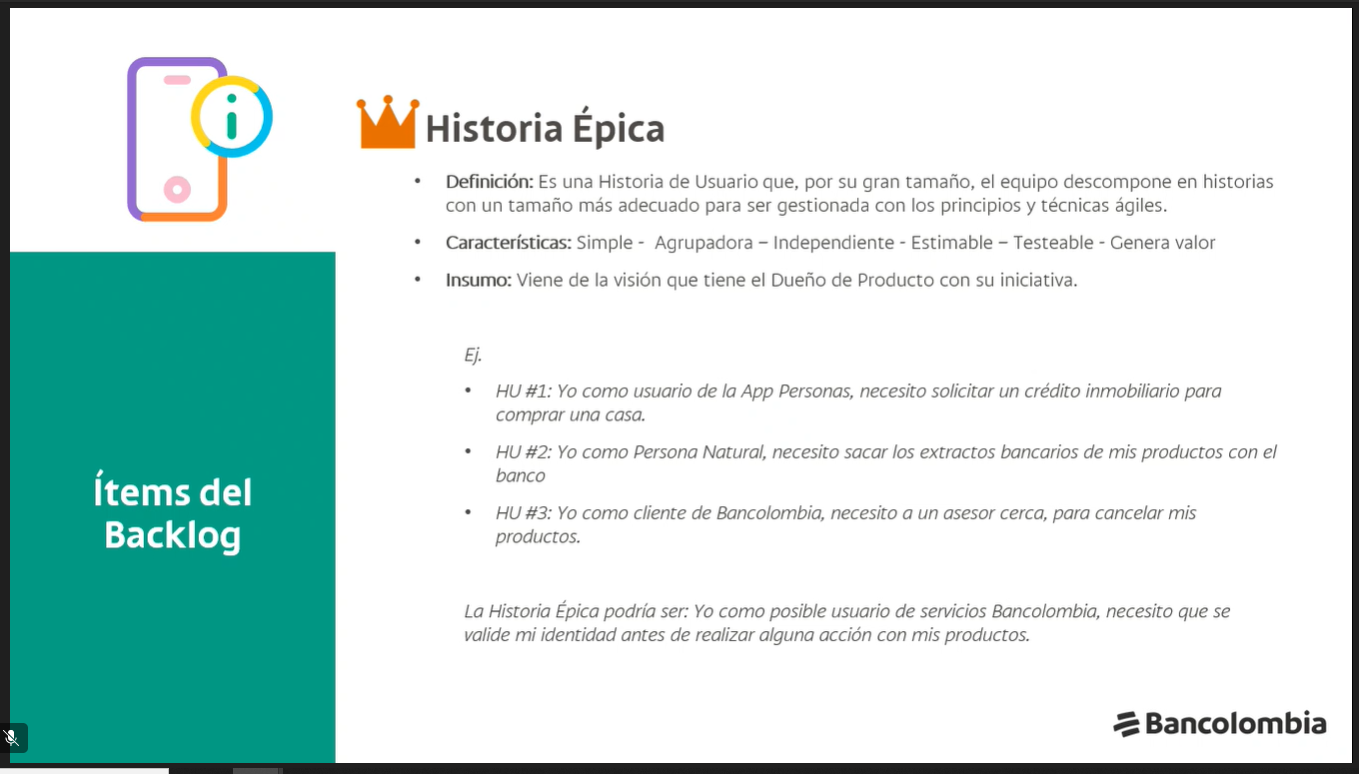 Historia Épica
• Definición: Es una Historia de Usuario que, por su gran tamaño, el equipo descompone en historias
con un tamaño más adecuado para ser gestionada con los principios y técnicas ágiles.
• Características: Simple - Agrupadora – Independiente - Estimable – Testeable - Genera valor
• Insumo: Viene de la visión que tiene el Dueño de Producto con su iniciativa.
Ej.
• HU #1: Yo como usuario de la App Personas, necesito solicitar un crédito inmobiliario para
comprar una casa.
• HU #2: Yo como Persona Natural, necesito sacar los extractos bancarios de mis productos con el
banco
• HU #3: Yo como cliente de Bancolombia, necesito a un asesor cerca, para cancelar mis
productos.
La Historia Épica podría ser: Yo como posible usuario de servicios Bancolombia, necesito que se
valide mi identidad antes de realizar alguna acción con mis productos.
Ítems del
Backlog
Bancolombia